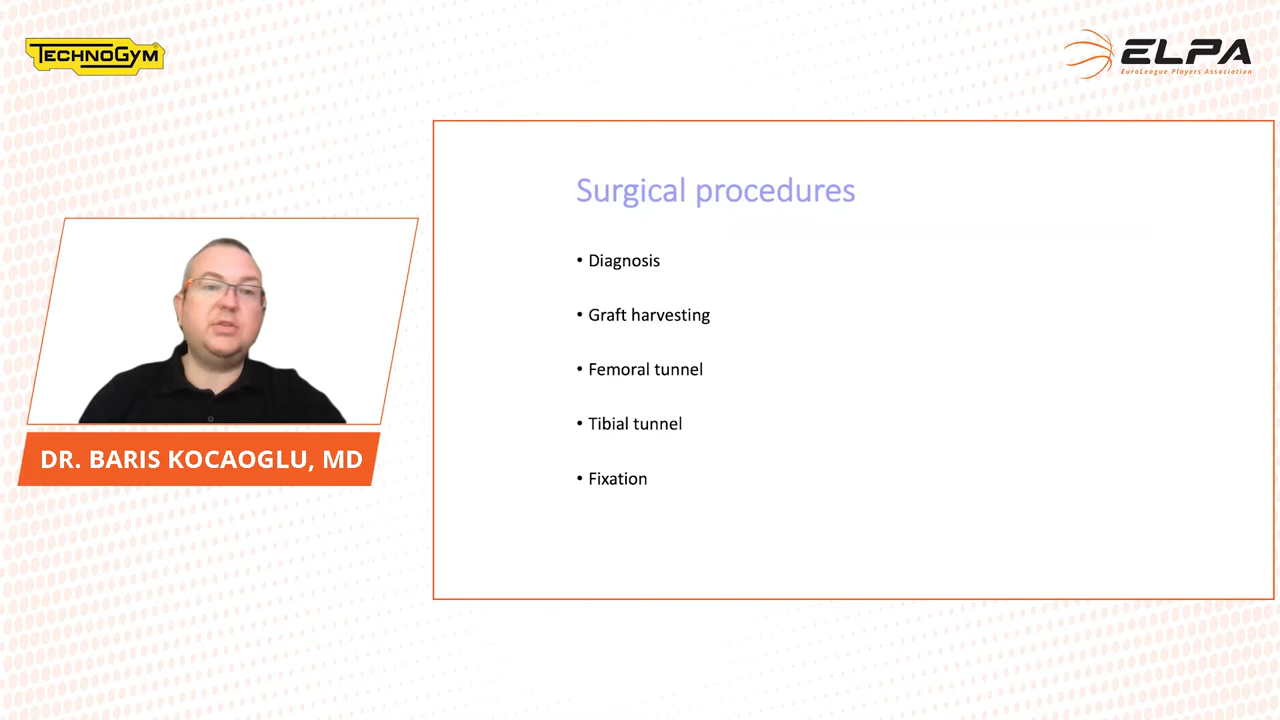 TECHNOGYM
ELPA
EuroLeague Players Association
Surgical procedures
• Diagnosis
• Graft harvesting
• Femoral tunnel
• Tibial tunnel
• Fixation
DR. BARIS KOCAOGLU, MD